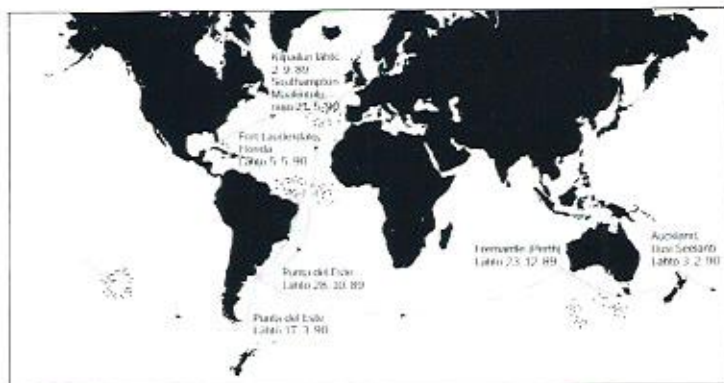 Kilpailun lähtö
2. 9. 89
Southampton
Maaliintulo,
21. 5. 90
Fort Lauderdale,
Florida
Lähtö 5. 5. 90
Punta del Este
Lähtö 28. 10. 89
Punta del Este
Lähtö 17. 3. 90
Fremantle (Perth)
Lähtö 23. 12. 89
Auckland,
Uusi Seelanti
Lähtö 3. 2. 90